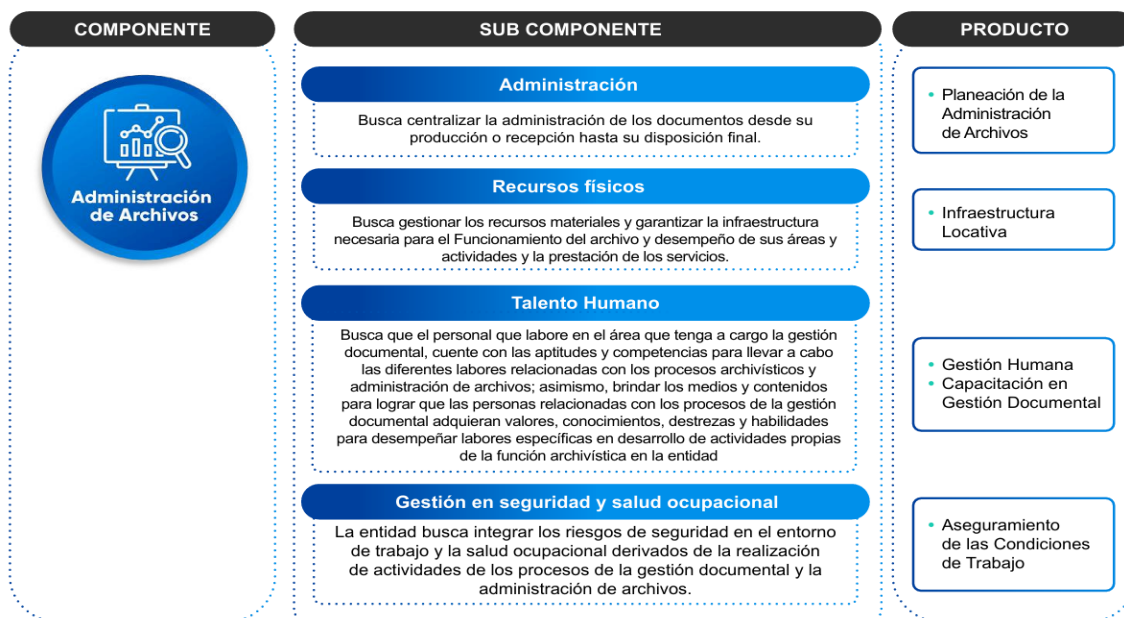 COMPONENTE
SUB COMPONENTE
PRODUCTO
Administración
de Archivos
Administración
Busca centralizar la administración de los documentos desde su
producción o recepción hasta su disposición final.
• Planeación de la
Administración
de Archivos
Recursos físicos
Busca gestionar los recursos materiales y garantizar la infraestructura
necesaria para el Funcionamiento del archivo y desempeño de sus áreas y
actividades y la prestación de los servicios.
• Infraestructura
Locativa
Talento Humano
Busca que el personal que labore en el área que tenga a cargo la gestión
documental, cuente con las aptitudes y competencias para llevar a cabo
las diferentes labores relacionadas con los procesos archivísticos y
administración de archivos; asimismo, brindar los medios y contenidos
para lograr que las personas relacionadas con los procesos de la gestión
documental adquieran valores, conocimientos, destrezas y habilidades
para desempeñar labores específicas en desarrollo de actividades propias
de la función archivística en la entidad
• Gestión Humana
• Capacitación en
Gestión Documental
Gestión en seguridad y salud ocupacional
La entidad busca integrar los riesgos de seguridad en el entorno
de trabajo y la salud ocupacional derivados de la realización
de actividades de los procesos de la gestión documental y la
administración de archivos.
• Aseguramiento
de las Condiciones
de Trabajo